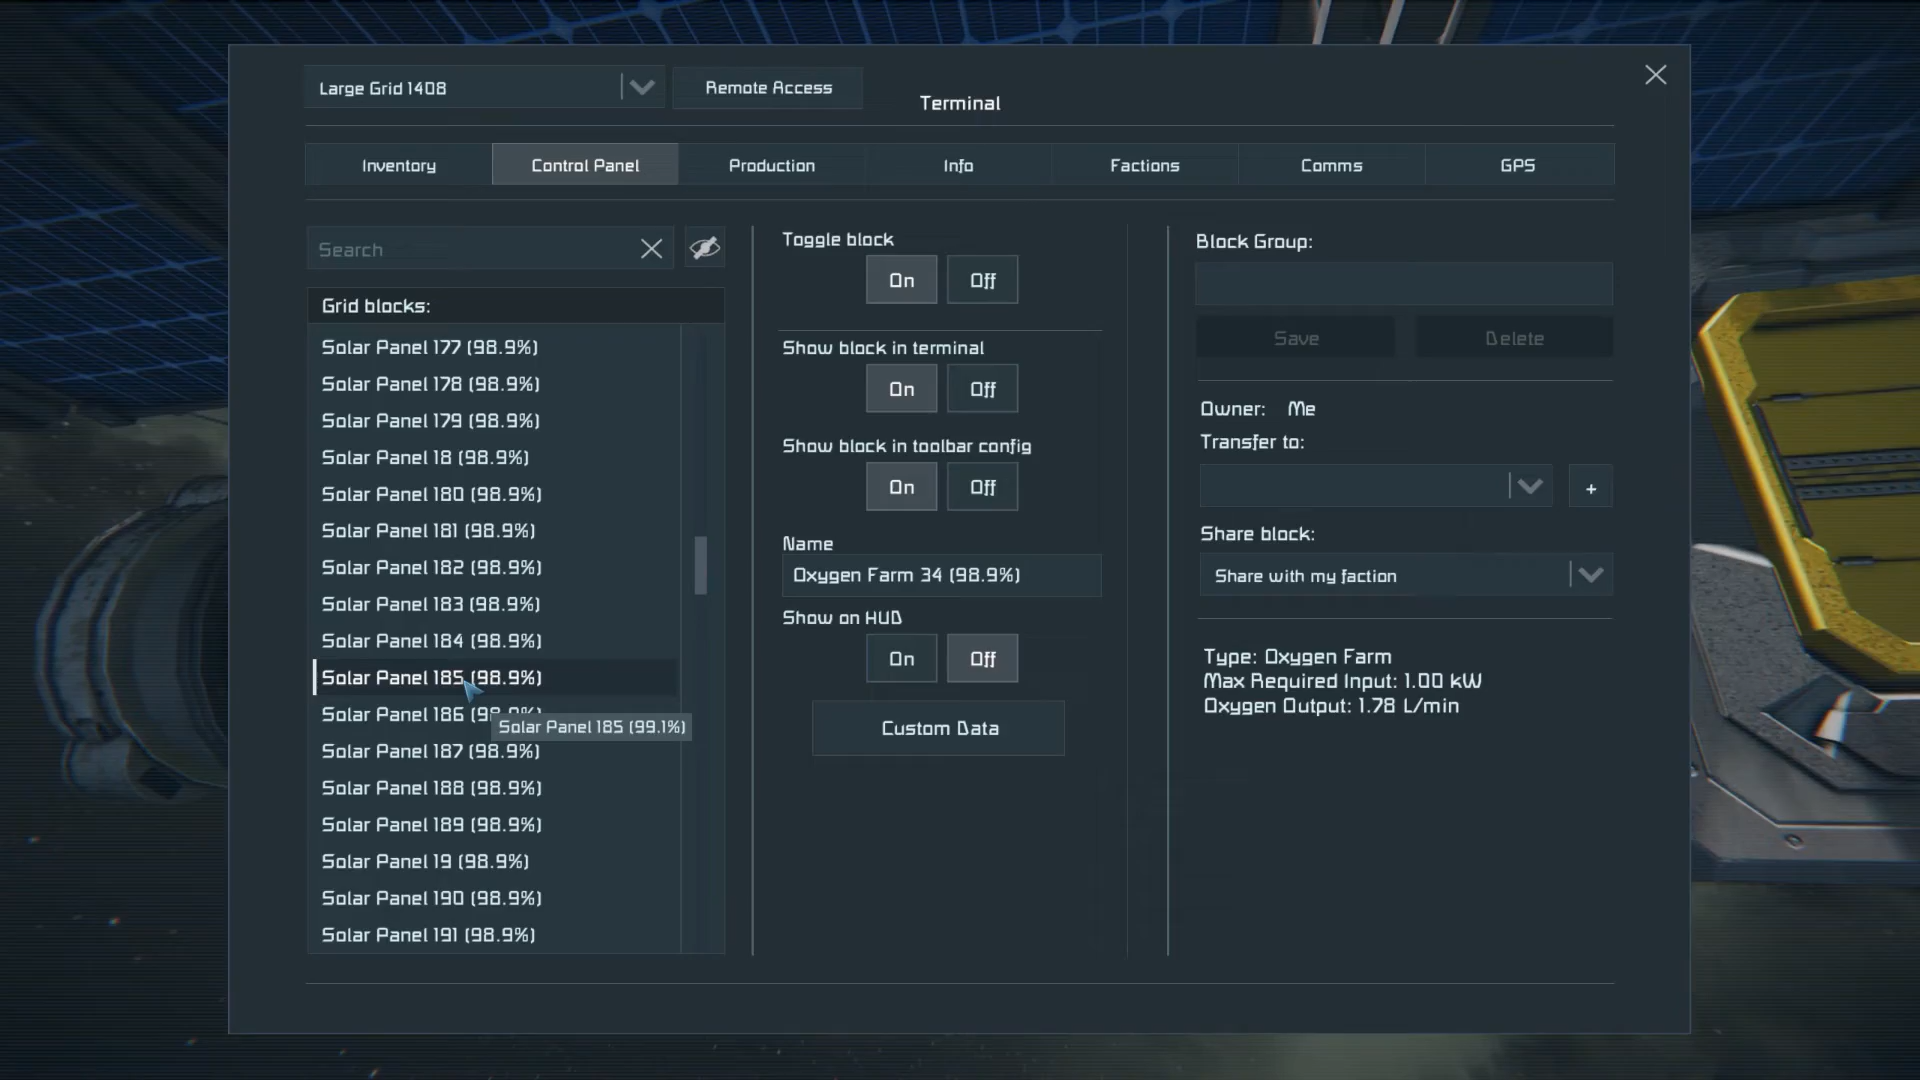 Large Grid 1408
Remote Access
Terminal
Inventory
Control Panel
Production
Info
Factions
Comms
GPS
Search
Grid blocks:
Solar Panel 177 (98.9%)
Solar Panel 178 (98.9%)
Solar Panel 179 (98.9%)
Solar Panel 18 (98.9%)
Solar Panel 180 (98.9%)
Solar Panel 181 (98.9%)
Solar Panel 182 (98.9%)
Solar Panel 183 (98.9%)
Solar Panel 184 (98.9%)
Solar Panel 185 (98.9%)
Solar Panel 186
Solar Panel 185 (99.1%)
Solar Panel 187 (98.9%)
Solar Panel 188 (98.9%)
Solar Panel 189 (98.9%)
Solar Panel 19 (98.9%)
Solar Panel 190 (98.9%)
Solar Panel 191 (98.9%)
Toggle block
On Off
Show block in terminal
On Off
Show block in toolbar config
On Off
Name
Oxygen Farm 34 (98.9%)
Show on HUD
On Off
Custom Data
Block Group:
Save Delete
Owner: Me
Transfer to:
+
Share block:
Share with my faction
Type: Oxygen Farm
Max Required Input: 1.00 kW
Oxygen Output: 1.78 L/min